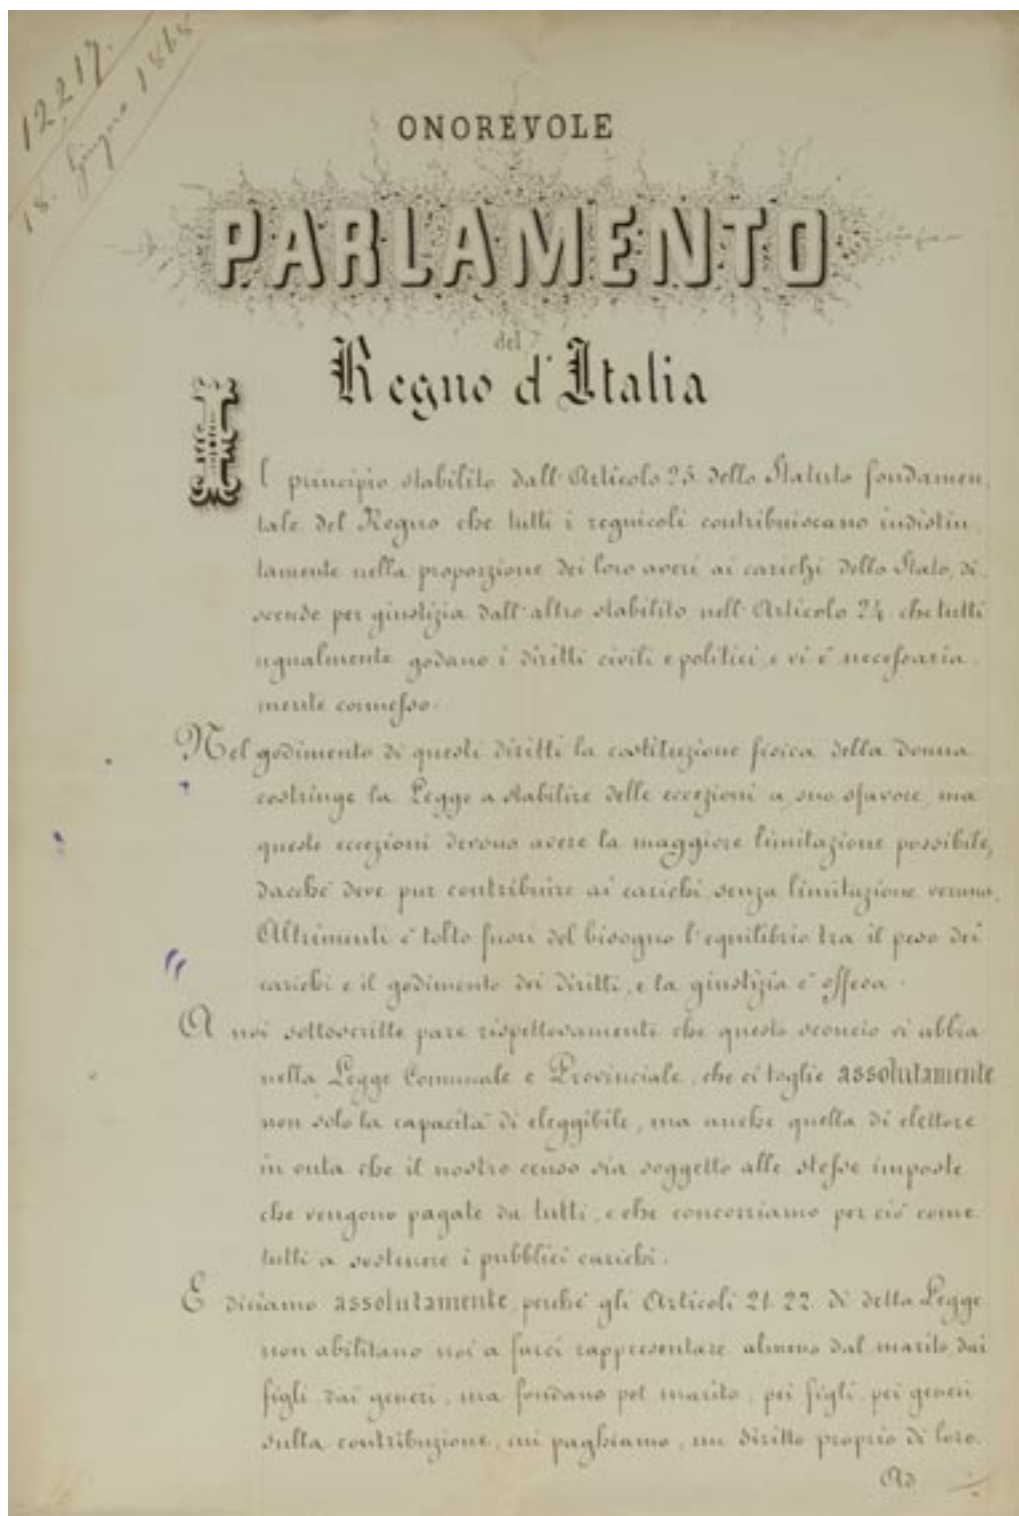 12217.
18. Giugno 1868
ONOREVOLE
PARLAMENTO
del
Regno d'Italia
Il principio stabilito dall'Articolo 25. dello Statuto fondamen
tale del Regno che tutti i regnicoli contribuiscano indistin
tamente nella proporzione dei loro averi ai carichi dello Stato, di
scende per giustizia dall'altro stabilito nell'Articolo 24. che tutti
ugualmente godano i diritti civili e politici, e vi è necessaria
mente connesso.
Nel godimento di questi diritti la costituzione fisica della donna
costringe la Legge a stabilire delle eccezioni a suo sfavore, ma
queste eccezioni devono avere la maggiore limitazione possibile,
dacchè deve pur contribuire ai carichi senza limitazione veruna.
Altrimenti è tolto fuori del bisogno l'equilibrio tra il peso dei
carichi e il godimento dei diritti, e la giustizia è offesa.
A noi sottoscritte pare rispettosamente che questo sconcio vi abbia
nella Legge Comunale e Provinciale, che ci toglie assolutamente
non solo la capacità di eleggibile, ma anche quella di elettore
in onta che il nostro censo sia soggetto alle stesse imposte
che vengono pagate da tutti, e che concorriamo per ciò come
tutti a sostenere i pubblici carichi.
E diciamo assolutamente, perchè gli Articoli 21. 22. di detta Legge
non abilitano noi a farci rappresentare almeno dal marito dai
figli dai generi, ma fondano pel marito, pei figli, pei generi
sulla contribuzione, cui paghiamo, un diritto proprio di loro.
Ad